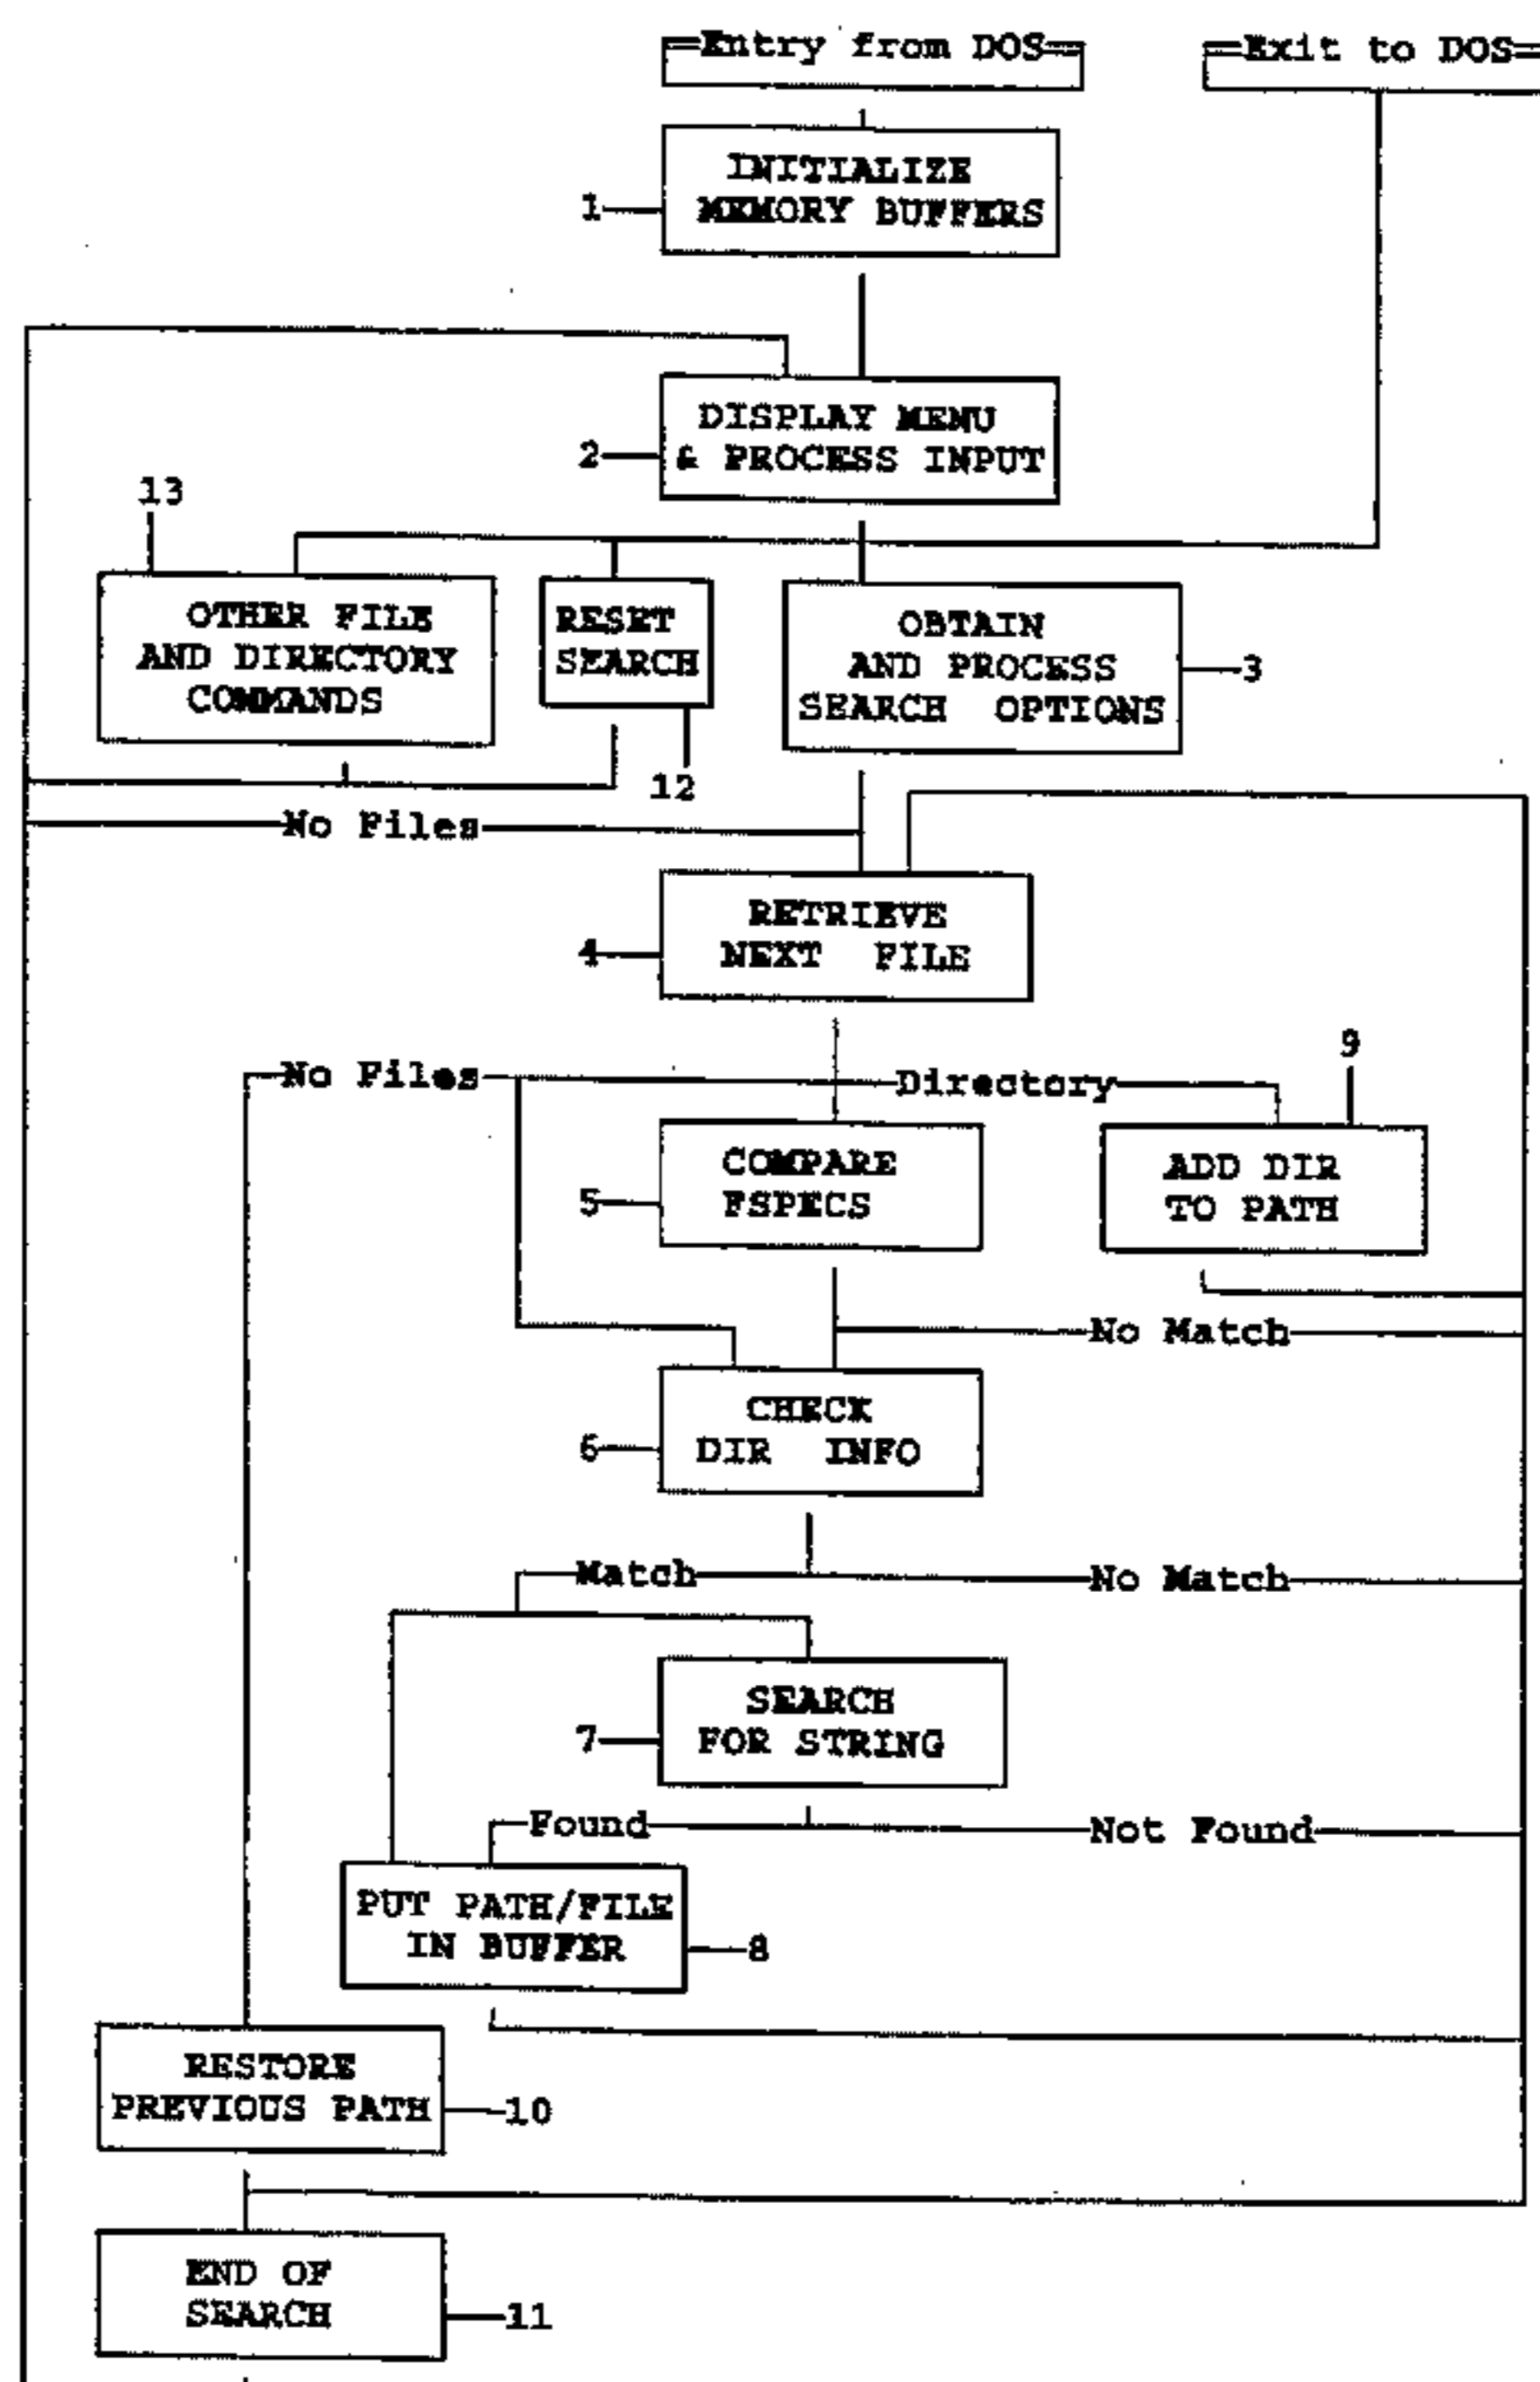 Entry from DOS
Exit to DOS
INITIALIZE
MEMORY BUFFERS
1
DISPLAY MENU
& PROCESS INPUT
2
13
OTHER FILE
AND DIRECTORY
COMMANDS
RESET
SEARCH
12
OBTAIN
AND PROCESS
SEARCH OPTIONS
3
No Files
RETRIEVE
NEXT FILE
4
No Files
Directory
9
COMPARE
FSPECS
5
ADD DIR
TO PATH
No Match
CHECK
DIR INFO
6
Match
No Match
SEARCH
FOR STRING
7
Found
Not Found
PUT PATH/FILE
IN BUFFER
8
RESTORE
PREVIOUS PATH
10
END OF
SEARCH
11